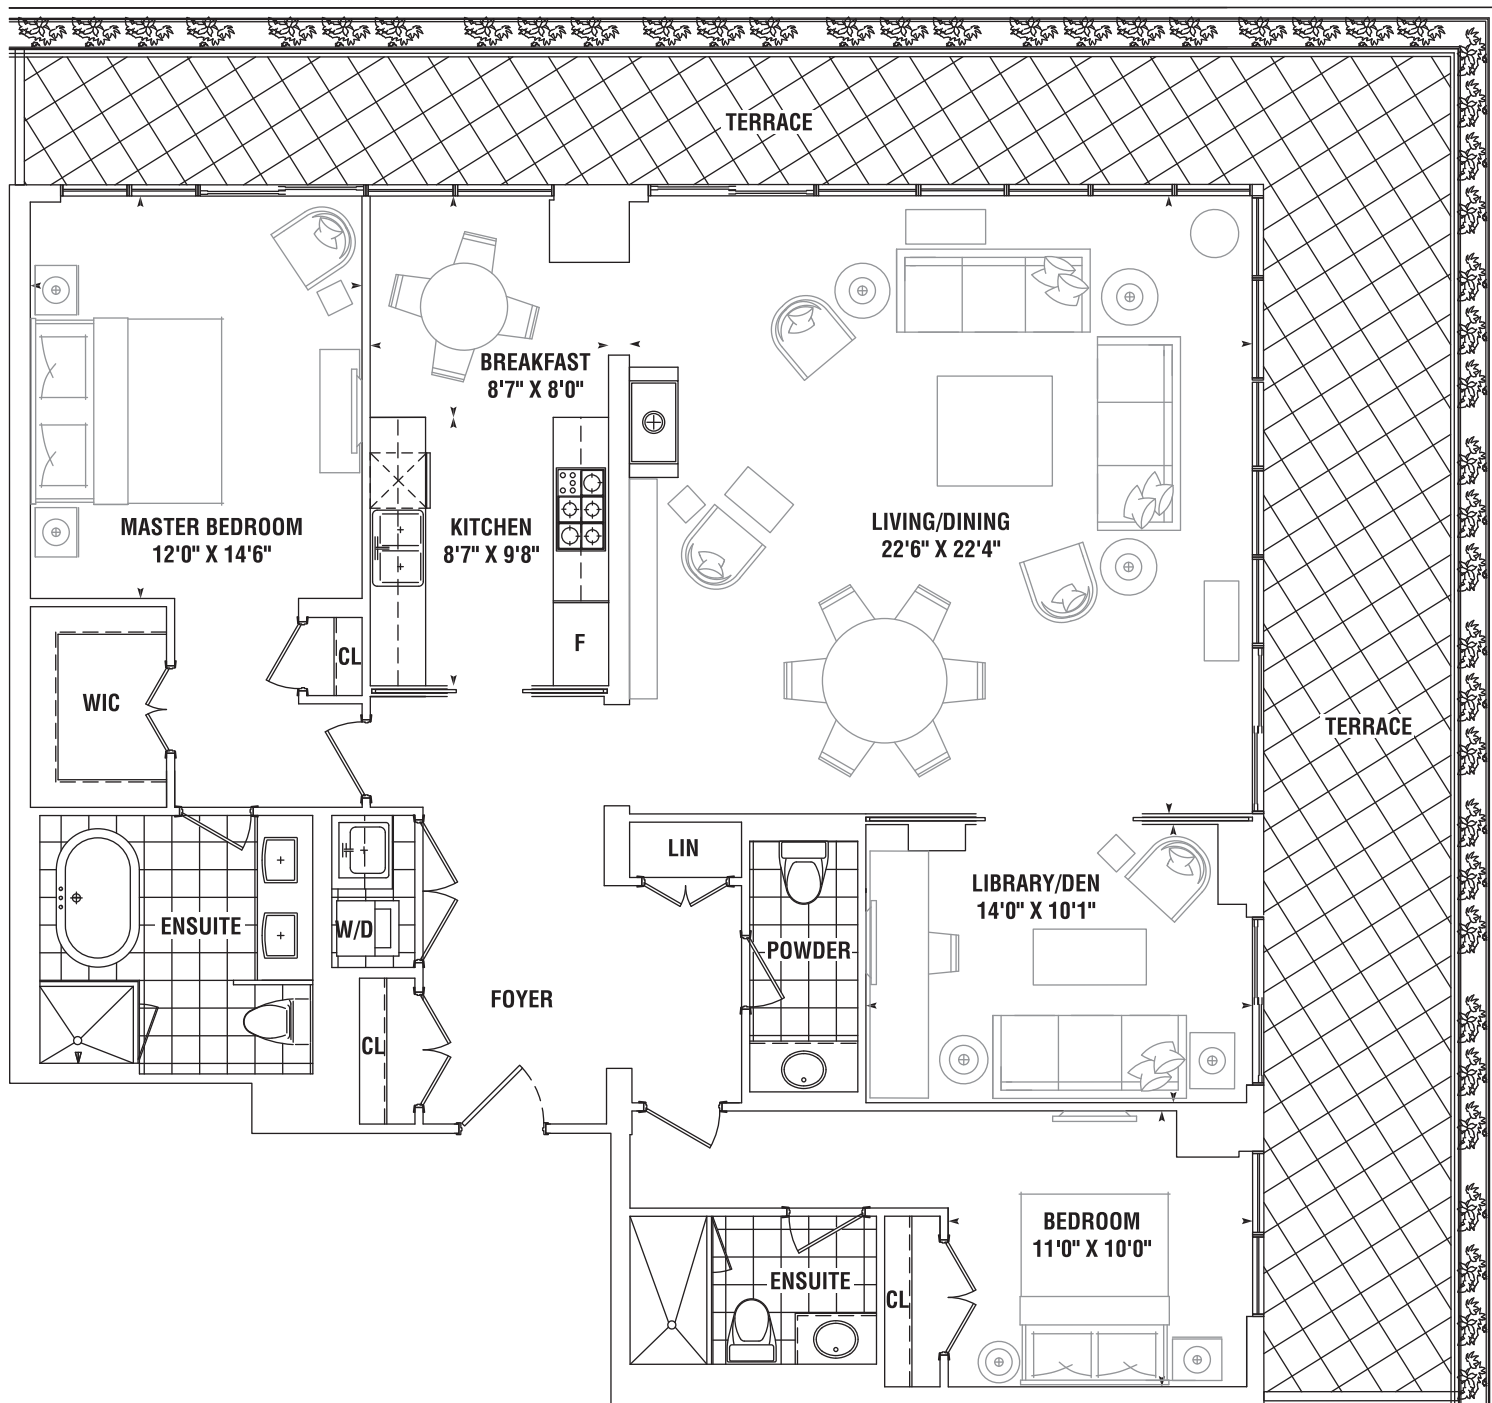 TERRACE
BREAKFAST
8'7" X 8'0"
MASTER BEDROOM
12'0" X 14'6"
KITCHEN
8'7" X 9'8"
LIVING/DINING
22'6" X 22'4"
F
CL
WIC
TERRACE
LIN
LIBRARY/DEN
14'0" X 10'1"
ENSUITE
W/D
POWDER
FOYER
CL
BEDROOM
11'0" X 10'0"
ENSUITE
CL